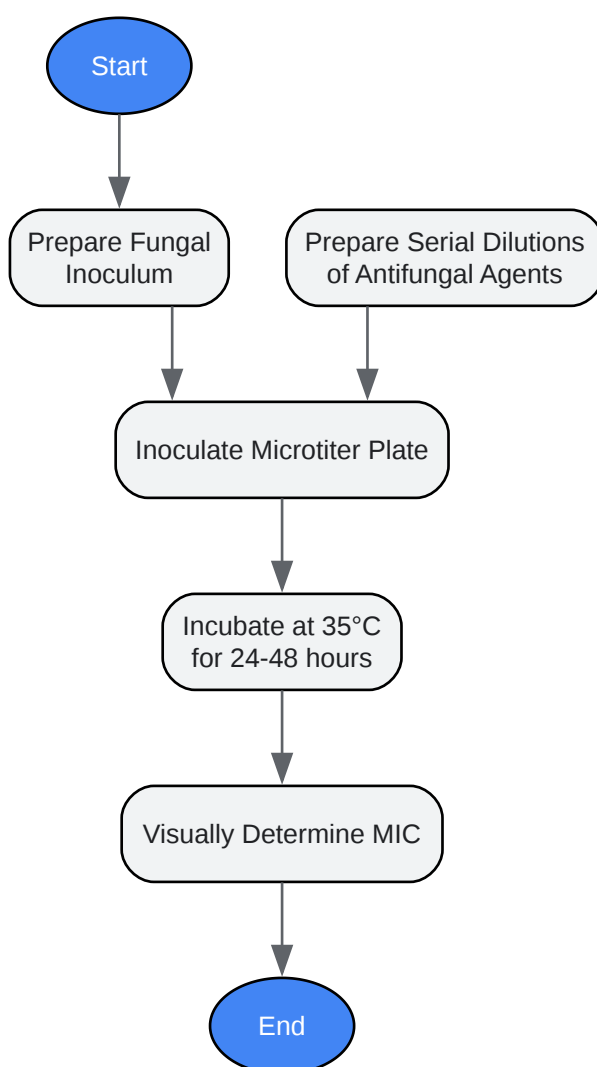 Start
Prepare Fungal
Inoculum
Prepare Serial Dilutions
of Antifungal Agents
Inoculate Microtiter Plate
Incubate at 35°C
for 24-48 hours
Visually Determine MIC
End